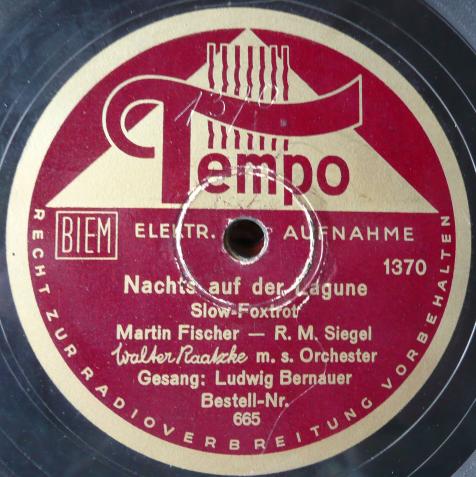 1370
Tempo
BIEM ELEKTR. AUFNAHME
1370
Nachts auf der Lagune
Slow-Foxtrot
Martin Fischer — R. M. Siegel
Walter Raatzke m. s. Orchester
Gesang: Ludwig Bernauer
Bestell-Nr.
665
RECHT ZUR RADIOVERBREITUNG VORBEHALTEN